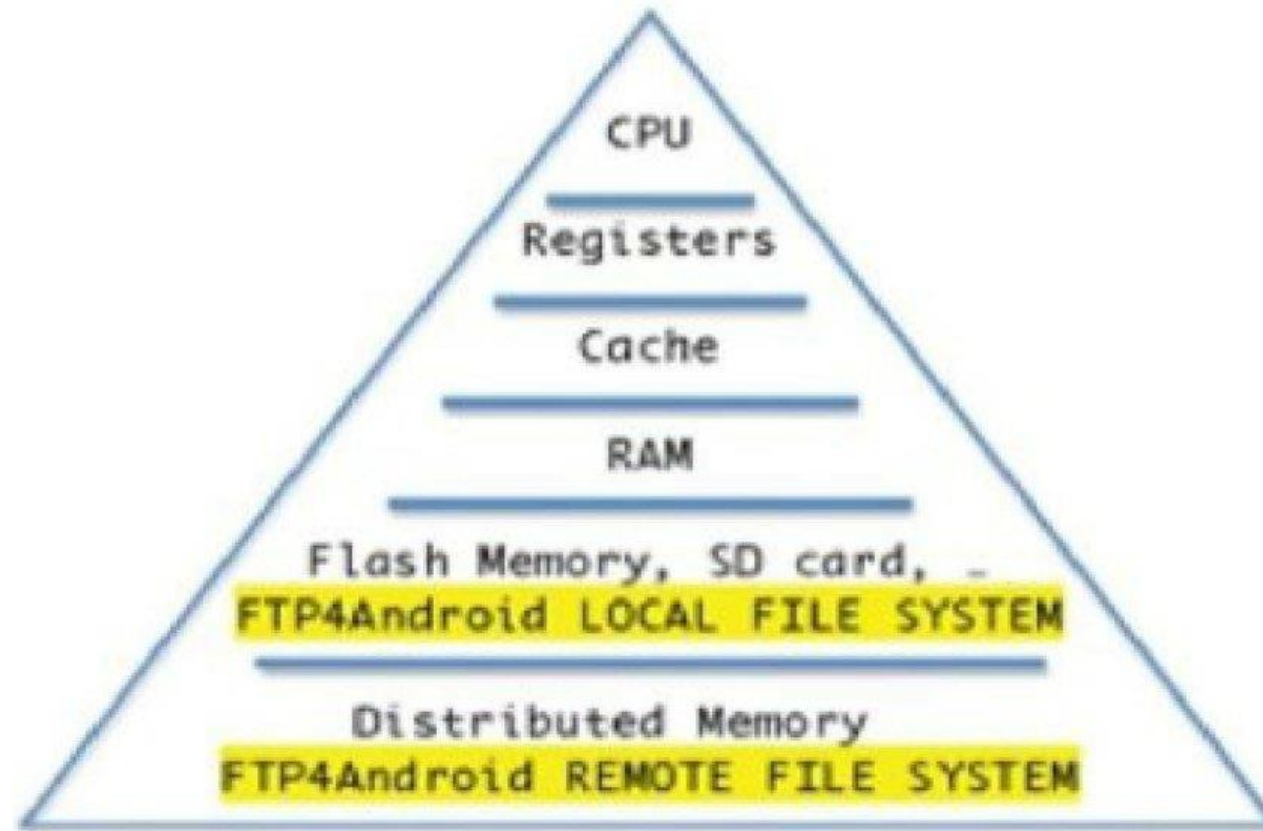 CPU
Registers
Cache
RAM
Flash Memory, SD card, …
FTP4Android LOCAL FILE SYSTEM
Distributed Memory
FTP4Android REMOTE FILE SYSTEM